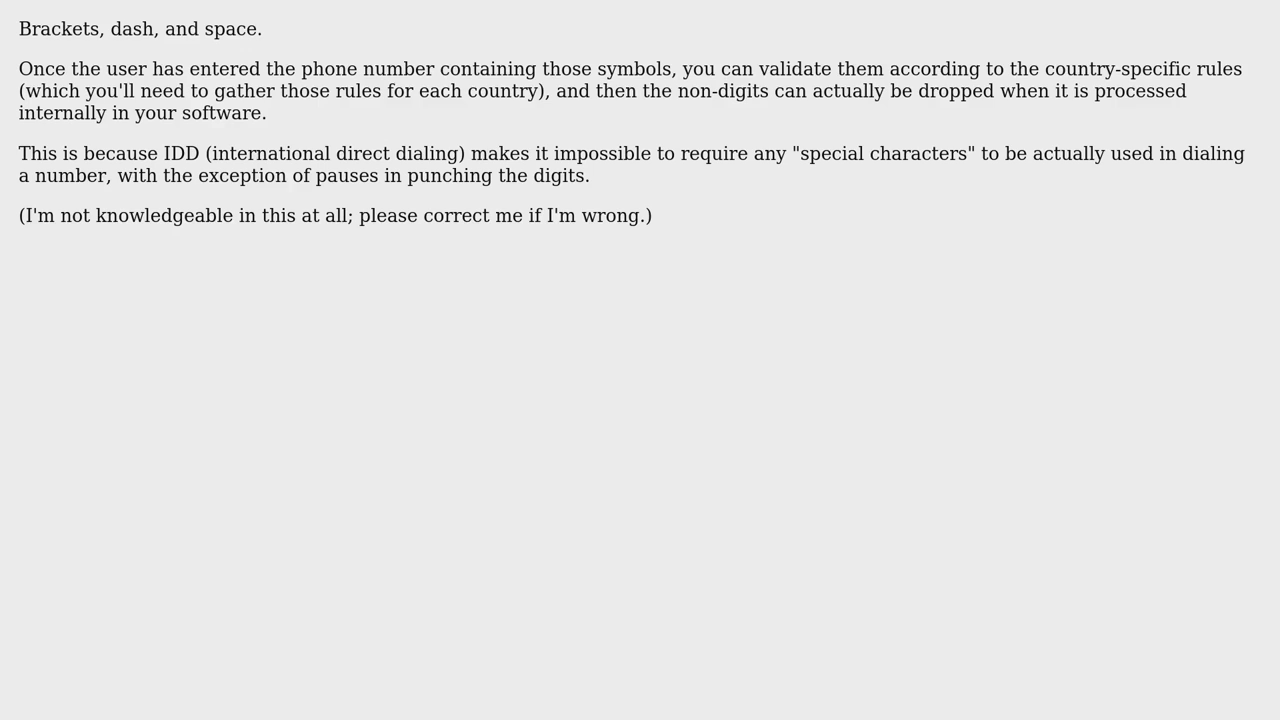 Brackets, dash, and space.
Once the user has entered the phone number containing those symbols, you can validate them according to the country-specific rules
(which you'll need to gather those rules for each country), and then the non-digits can actually be dropped when it is processed
internally in your software.
This is because IDD (international direct dialing) makes it impossible to require any "special characters" to be actually used in dialing
a number, with the exception of pauses in punching the digits.
(I'm not knowledgeable in this at all; please correct me if I'm wrong.)